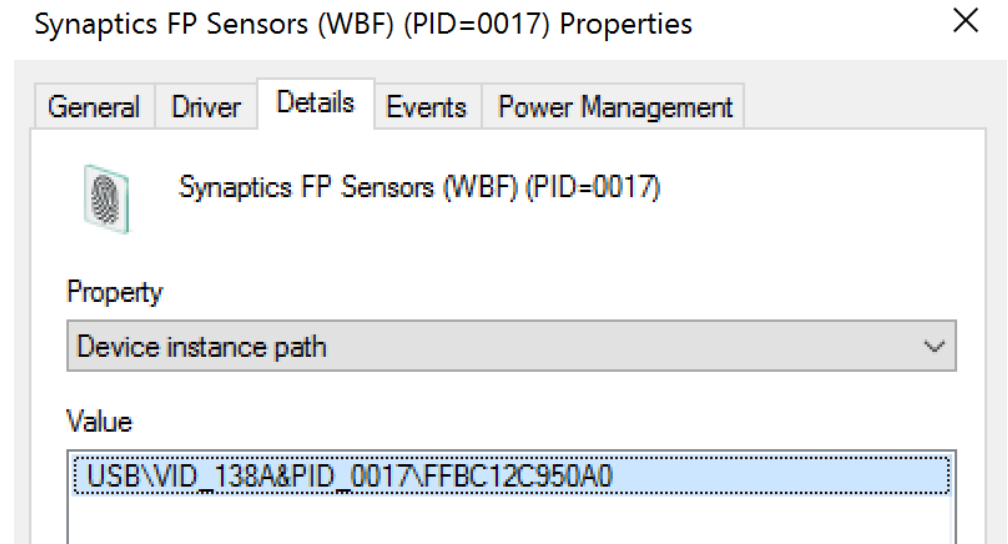 Synaptics FP Sensors (WBF) (PID=0017) Properties
General Driver Details Events Power Management
Synaptics FP Sensors (WBF) (PID=0017)
Property
Device instance path
Value
USB\VID_138A&PID_0017\FFBC12C950A0